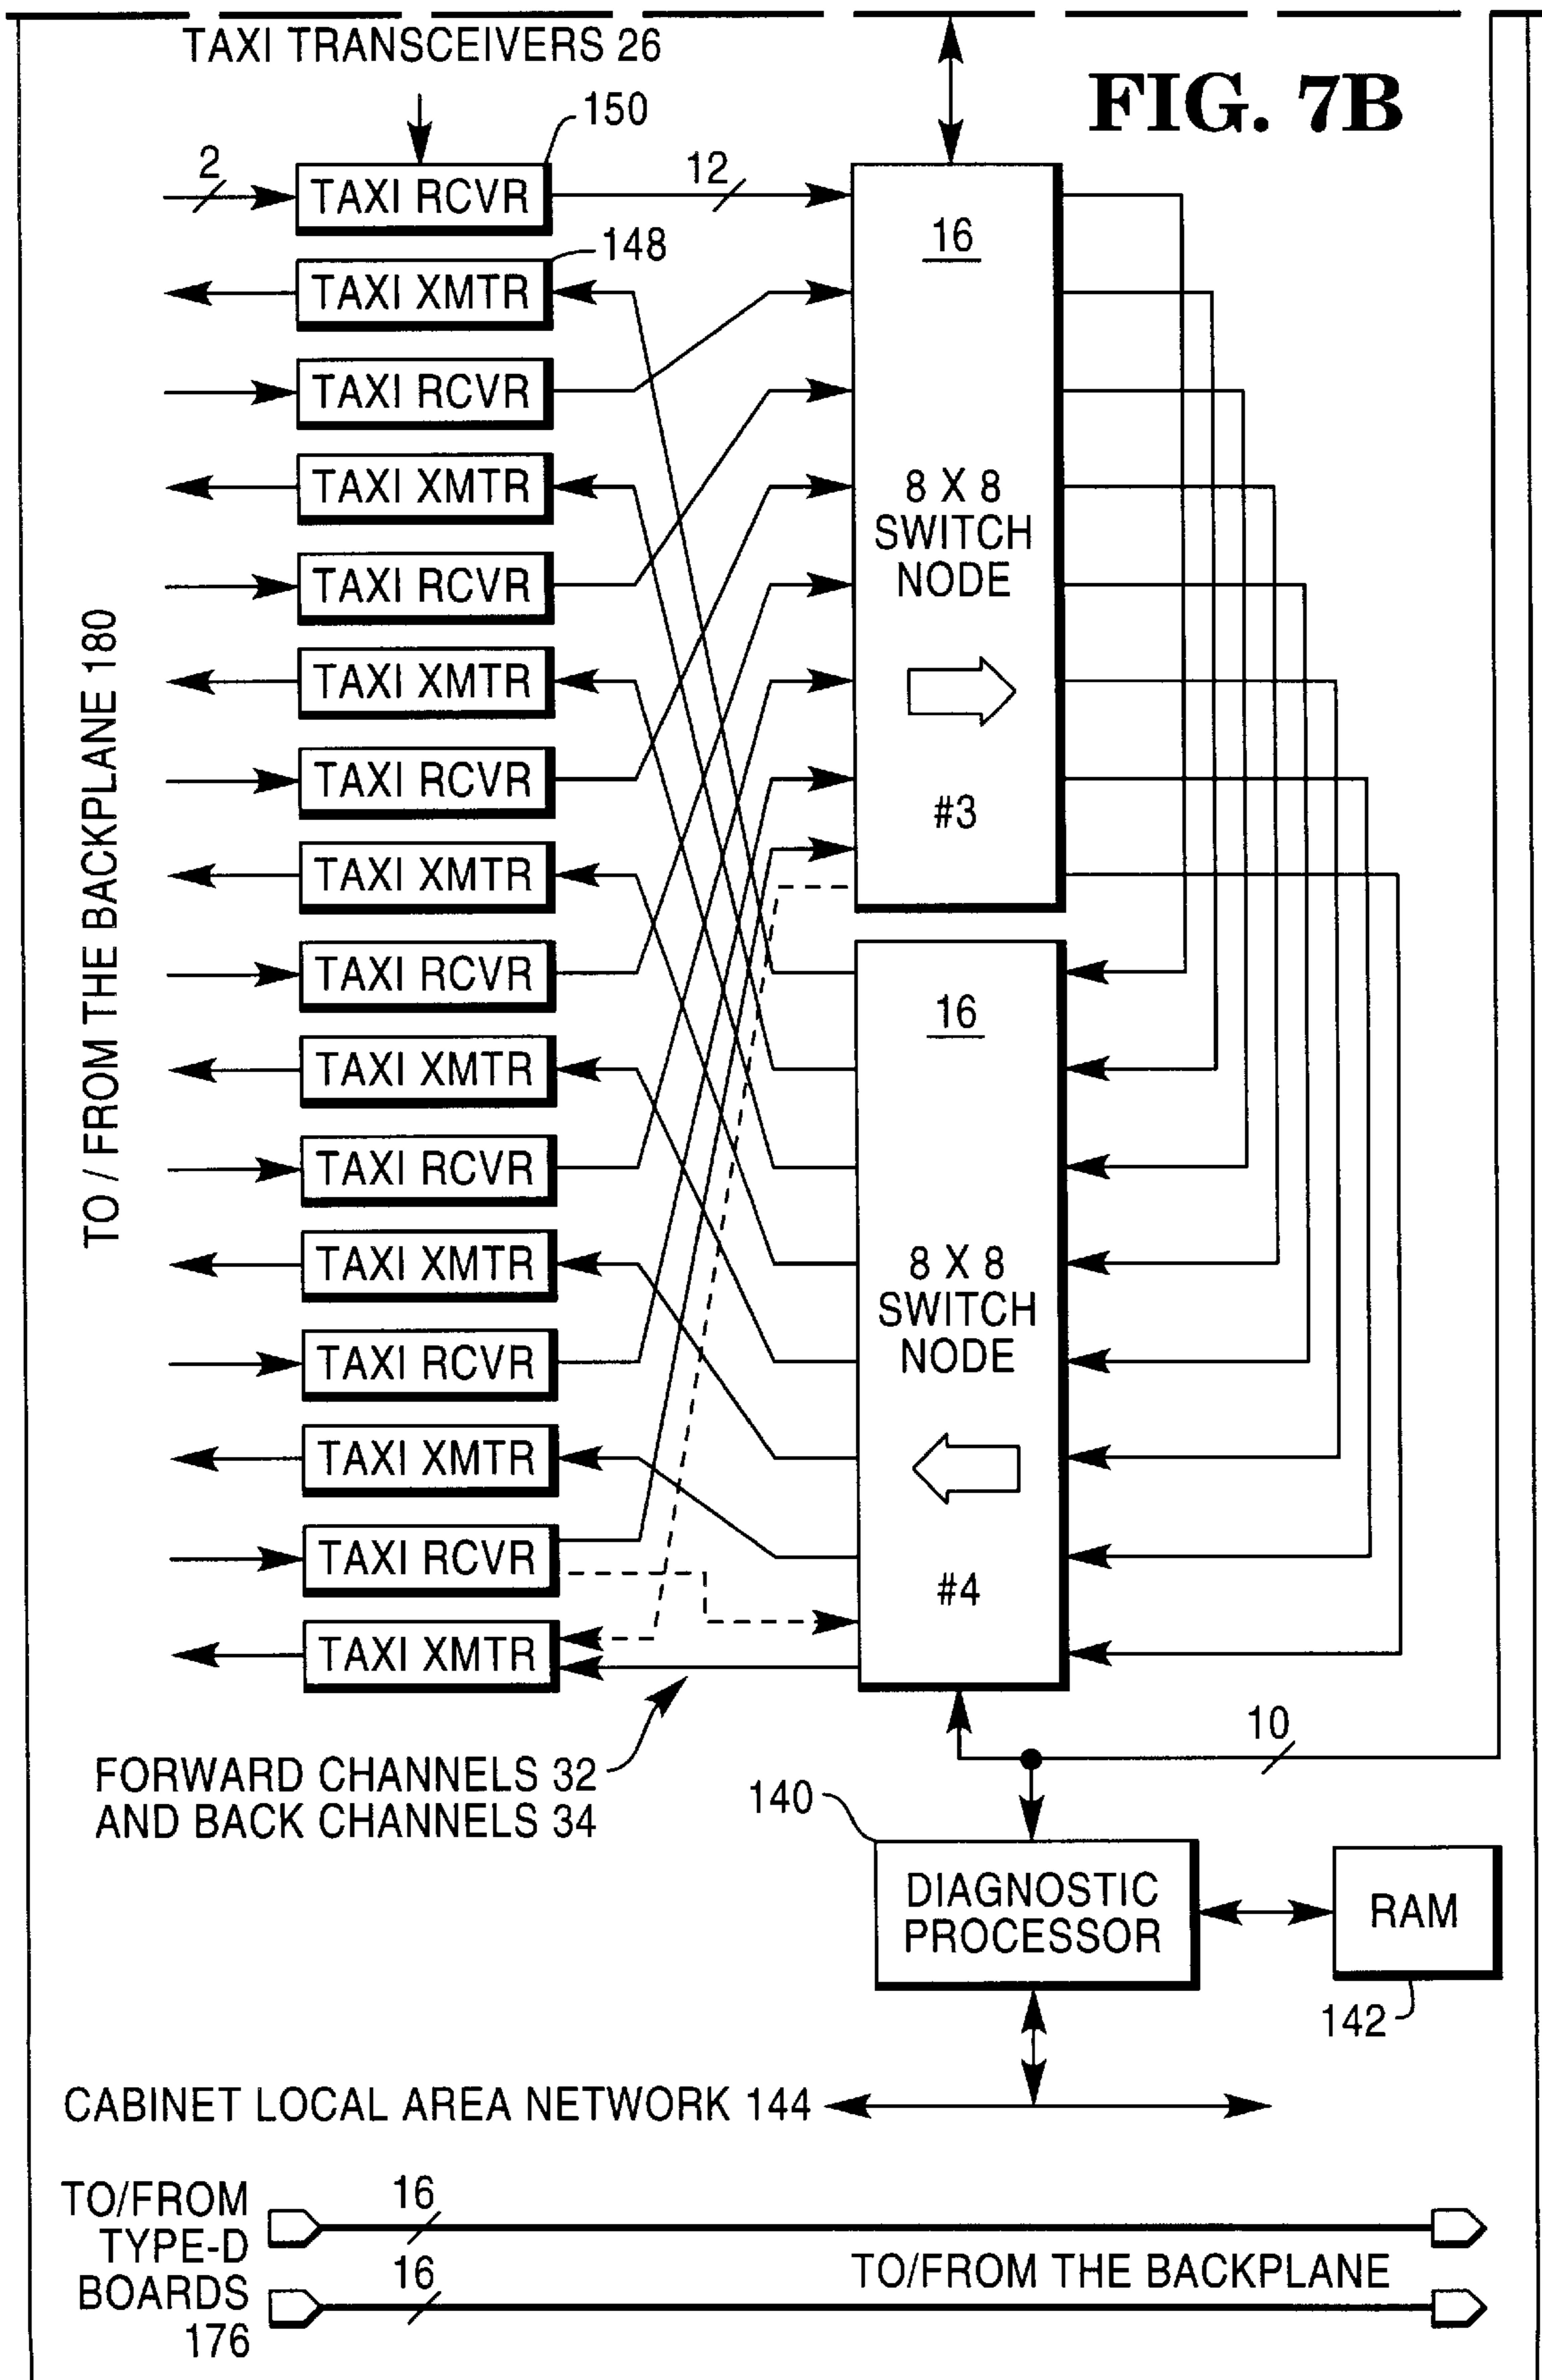 TAXI TRANSCEIVERS 26
FIG. 7B
150
2
TAXI RCVR
12
148
TAXI XMTR
TAXI RCVR
TAXI XMTR
TAXI RCVR
TAXI XMTR
TAXI RCVR
TAXI XMTR
TAXI RCVR
TAXI XMTR
TAXI RCVR
TAXI XMTR
TAXI RCVR
TAXI XMTR
TAXI RCVR
TAXI XMTR
TO / FROM THE BACKPLANE 180
16
8 X 8
SWITCH
NODE
#3
16
8 X 8
SWITCH
NODE
#4
10
FORWARD CHANNELS 32
AND BACK CHANNELS 34
140
DIAGNOSTIC
PROCESSOR
RAM
142
CABINET LOCAL AREA NETWORK 144
TO/FROM
TYPE-D
BOARDS
176
16
16
TO/FROM THE BACKPLANE